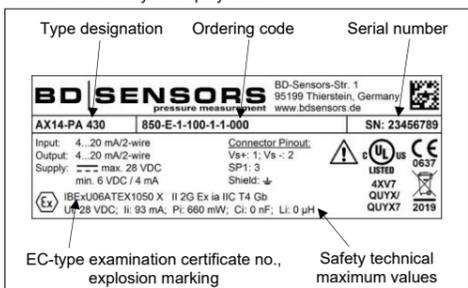 Type designation Ordering code Serial number
BD SENSORS
pressure measurement
BD-Sensors-Str. 1
95199 Thierstein, Germany
www.bdsensors.de
AX14-PA 430 850-E-1-100-1-1-000 SN: 23456789
Input: 4...20 mA/2-wire
Output: 4...20 mA/2-wire
Supply: max. 28 VDC
min. 6 VDC / 4 mA
Connector Pinout:
Vs+: 1; Vs -: 2
SP1: 3
Shield:
c UL us
LISTED
4XV7
QUYX/
QUYX7
CE
0637
2019
Ex
IBExU06ATEX1050 X II 2G Ex ia IIC T4 Gb
Ui: 28 VDC; Ii: 93 mA; Pi: 660 mW; Ci: 0 nF; Li: 0 µH
EC-type examination certificate no.,
explosion marking
Safety technical
maximum values